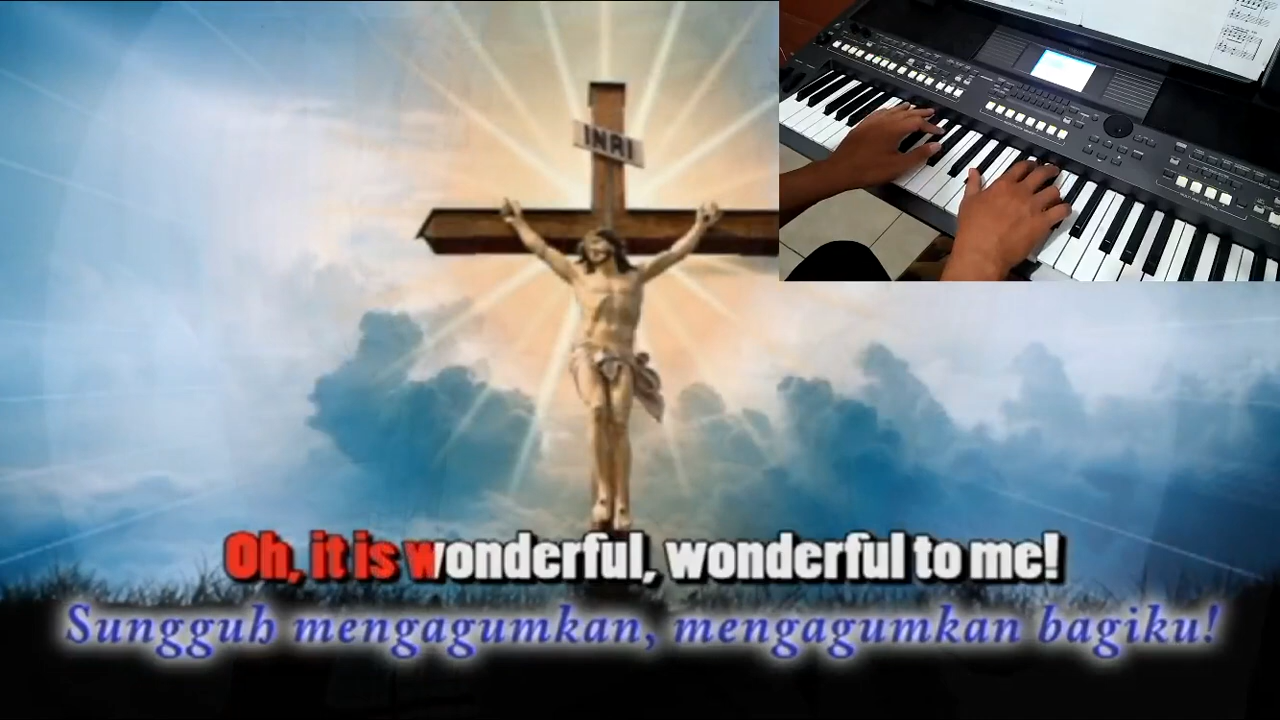 INRI
Oh, it is wonderful, wonderful to me!
Sungguh mengagumkan, mengagumkan bagiku!